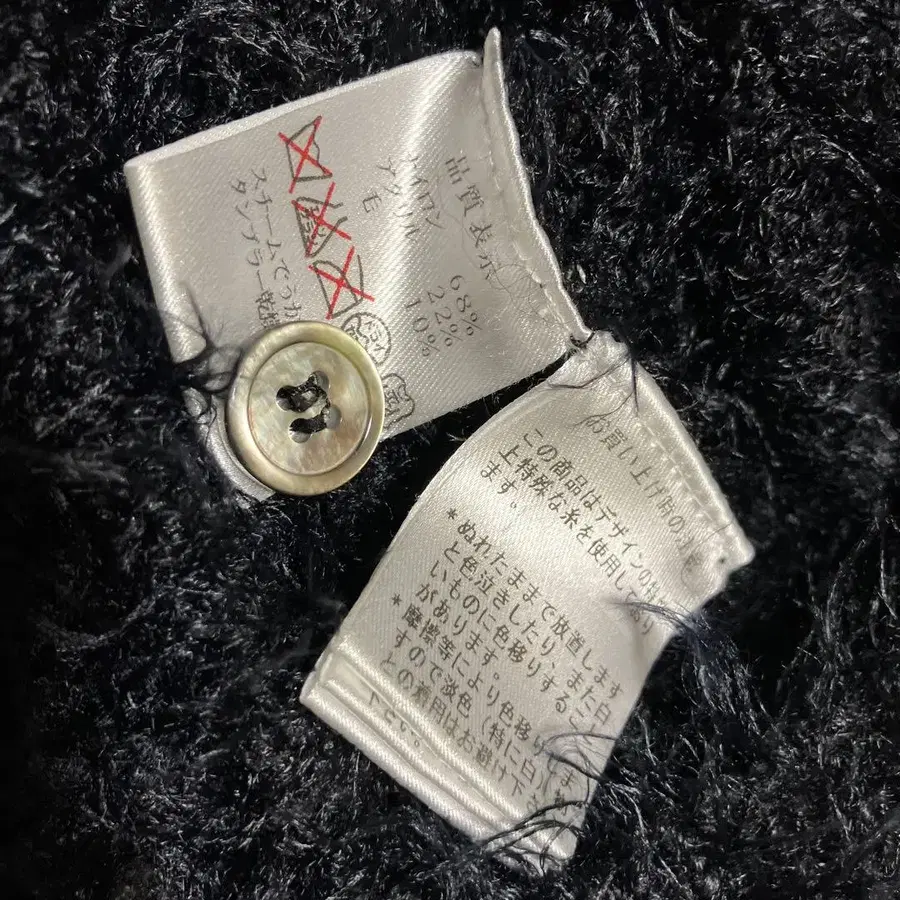 品質表示
ナイロン 68%
アクリル 22%
毛 10%
スチームでうか
タンブラー乾燥
お買い上げ時の
この商品はデザインの
上特殊な糸を使用しており
ます。
*ぬれたままで放置します
と色泣きしたり、また白
いものに色移りするこ
があります。
*摩擦等により色移
すので淡色(特に白)
との着用はお避け下